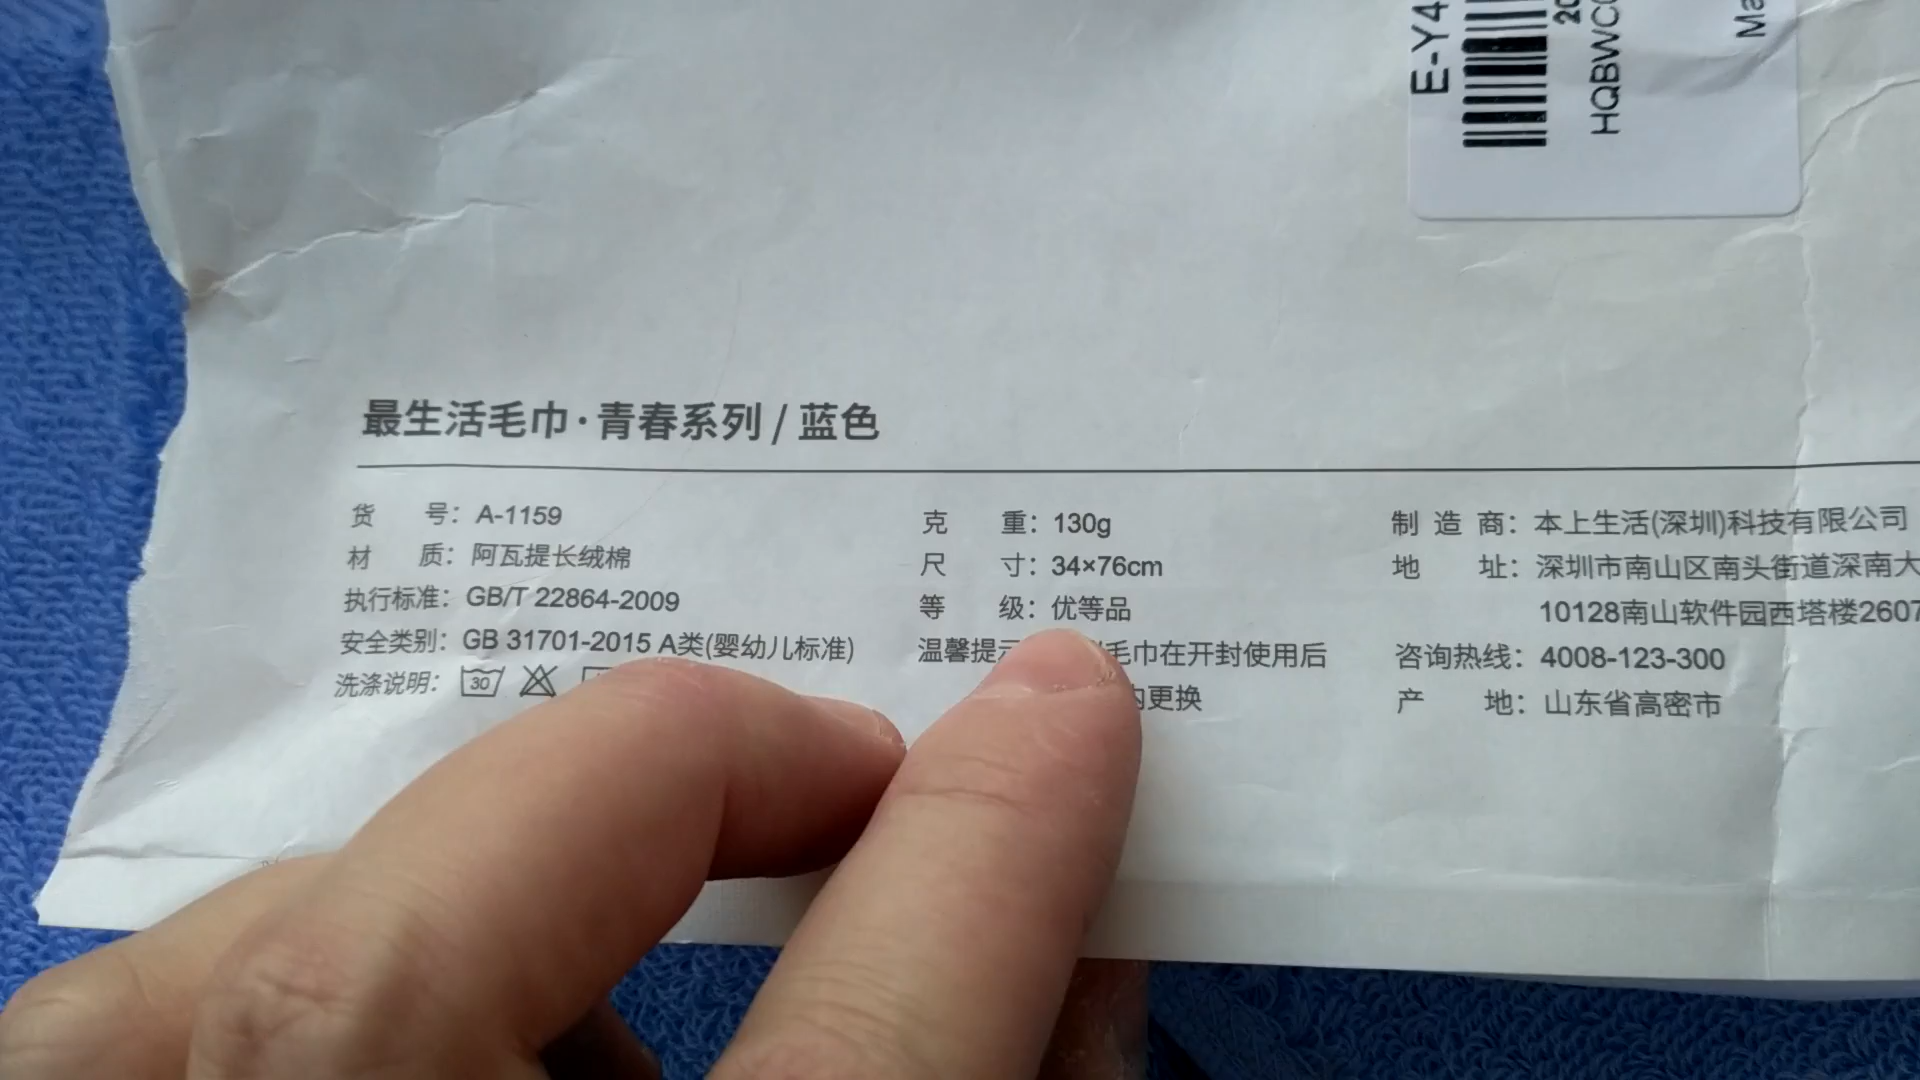 E-Y4
20
HQBWC
Ma
最生活毛巾·青春系列 / 蓝色
货 号：A-1159
材 质：阿瓦提长绒棉
执行标准：GB/T 22864-2009
安全类别：GB 31701-2015 A类(婴幼儿标准)
洗涤说明：30
克 重：130g
尺 寸：34×76cm
等 级：优等品
温馨提 毛巾在开封使用后
更换
制 造 商：本上生活(深圳)科技有限公司
地 址：深圳市南山区南头街道深南大
10128南山软件园西塔楼2607
咨询热线：4008-123-300
产 地：山东省高密市